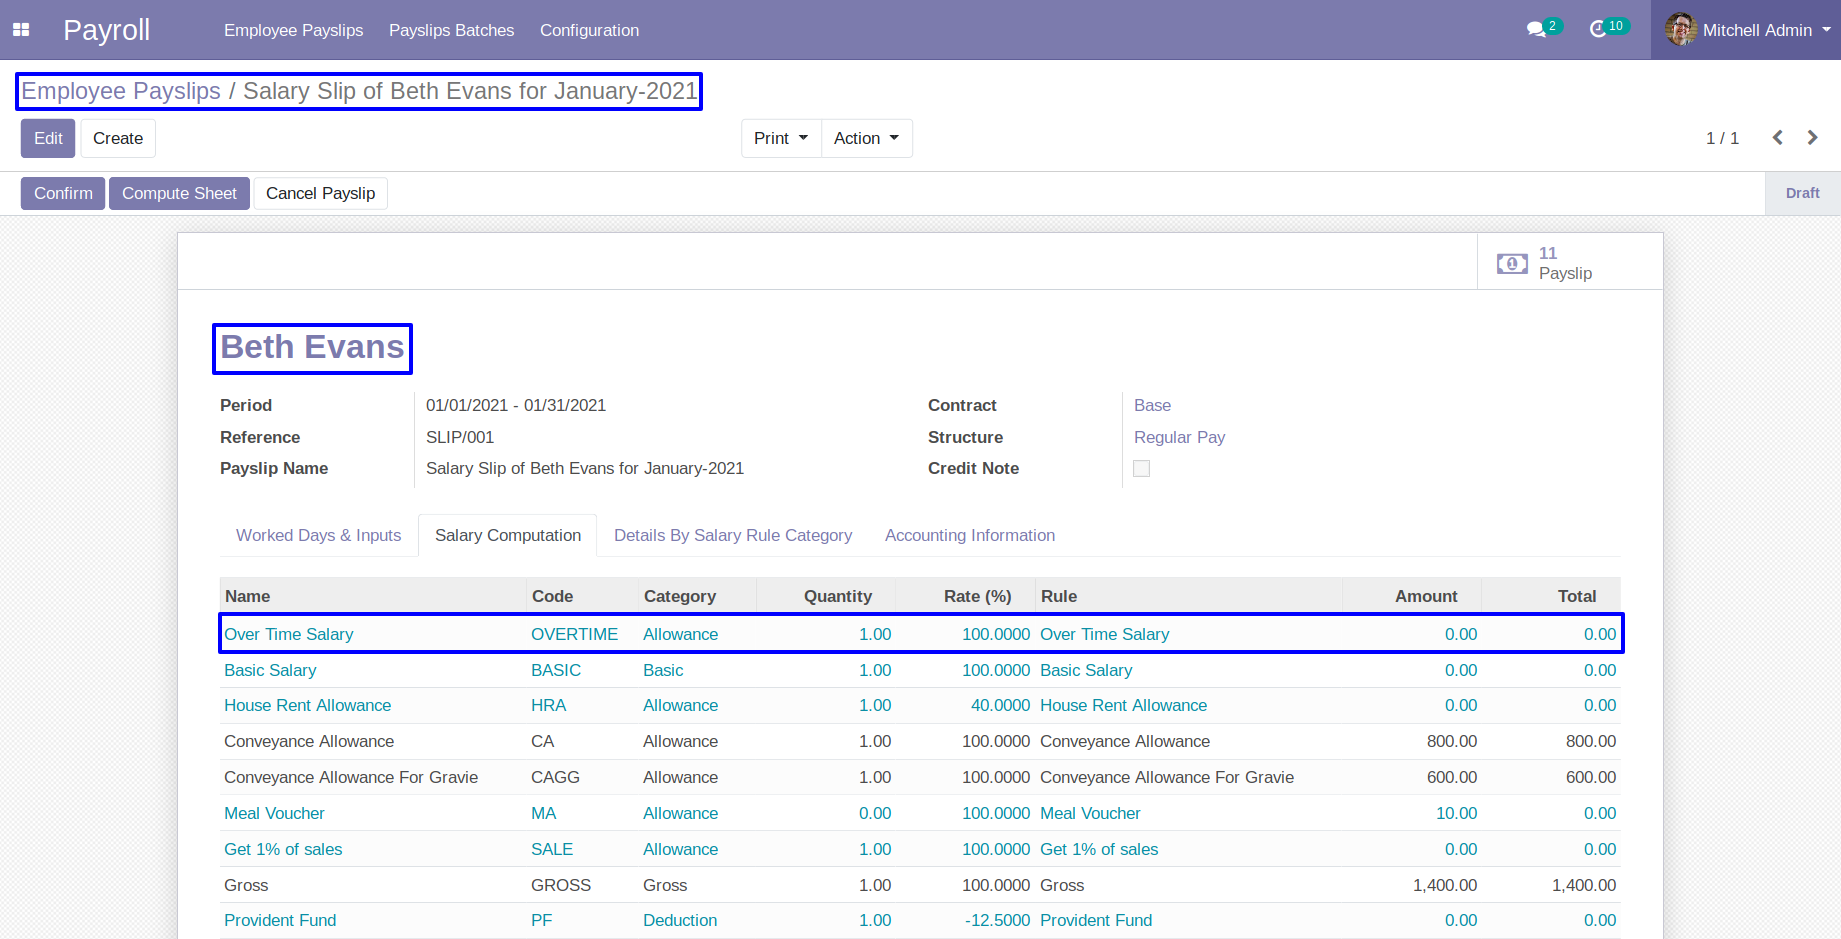 Payroll Employee Payslips Payslips Batches Configuration 2 10 Mitchell Admin
Employee Payslips / Salary Slip of Beth Evans for January-2021
Edit Create Print Action 1 / 1
Confirm Compute Sheet Cancel Payslip Draft
11
Payslip
Beth Evans
Period 01/01/2021 - 01/31/2021 Contract Base
Reference SLIP/001 Structure Regular Pay
Payslip Name Salary Slip of Beth Evans for January-2021 Credit Note
Worked Days & Inputs Salary Computation Details By Salary Rule Category Accounting Information
Name Code Category Quantity Rate (%) Rule Amount Total
Over Time Salary OVERTIME Allowance 1.00 100.0000 Over Time Salary 0.00 0.00
Basic Salary BASIC Basic 1.00 100.0000 Basic Salary 0.00 0.00
House Rent Allowance HRA Allowance 1.00 40.0000 House Rent Allowance 0.00 0.00
Conveyance Allowance CA Allowance 1.00 100.0000 Conveyance Allowance 800.00 800.00
Conveyance Allowance For Gravie CAGG Allowance 1.00 100.0000 Conveyance Allowance For Gravie 600.00 600.00
Meal Voucher MA Allowance 0.00 100.0000 Meal Voucher 10.00 0.00
Get 1% of sales SALE Allowance 1.00 100.0000 Get 1% of sales 0.00 0.00
Gross GROSS Gross 1.00 100.0000 Gross 1,400.00 1,400.00
Provident Fund PF Deduction 1.00 -12.5000 Provident Fund 0.00 0.00